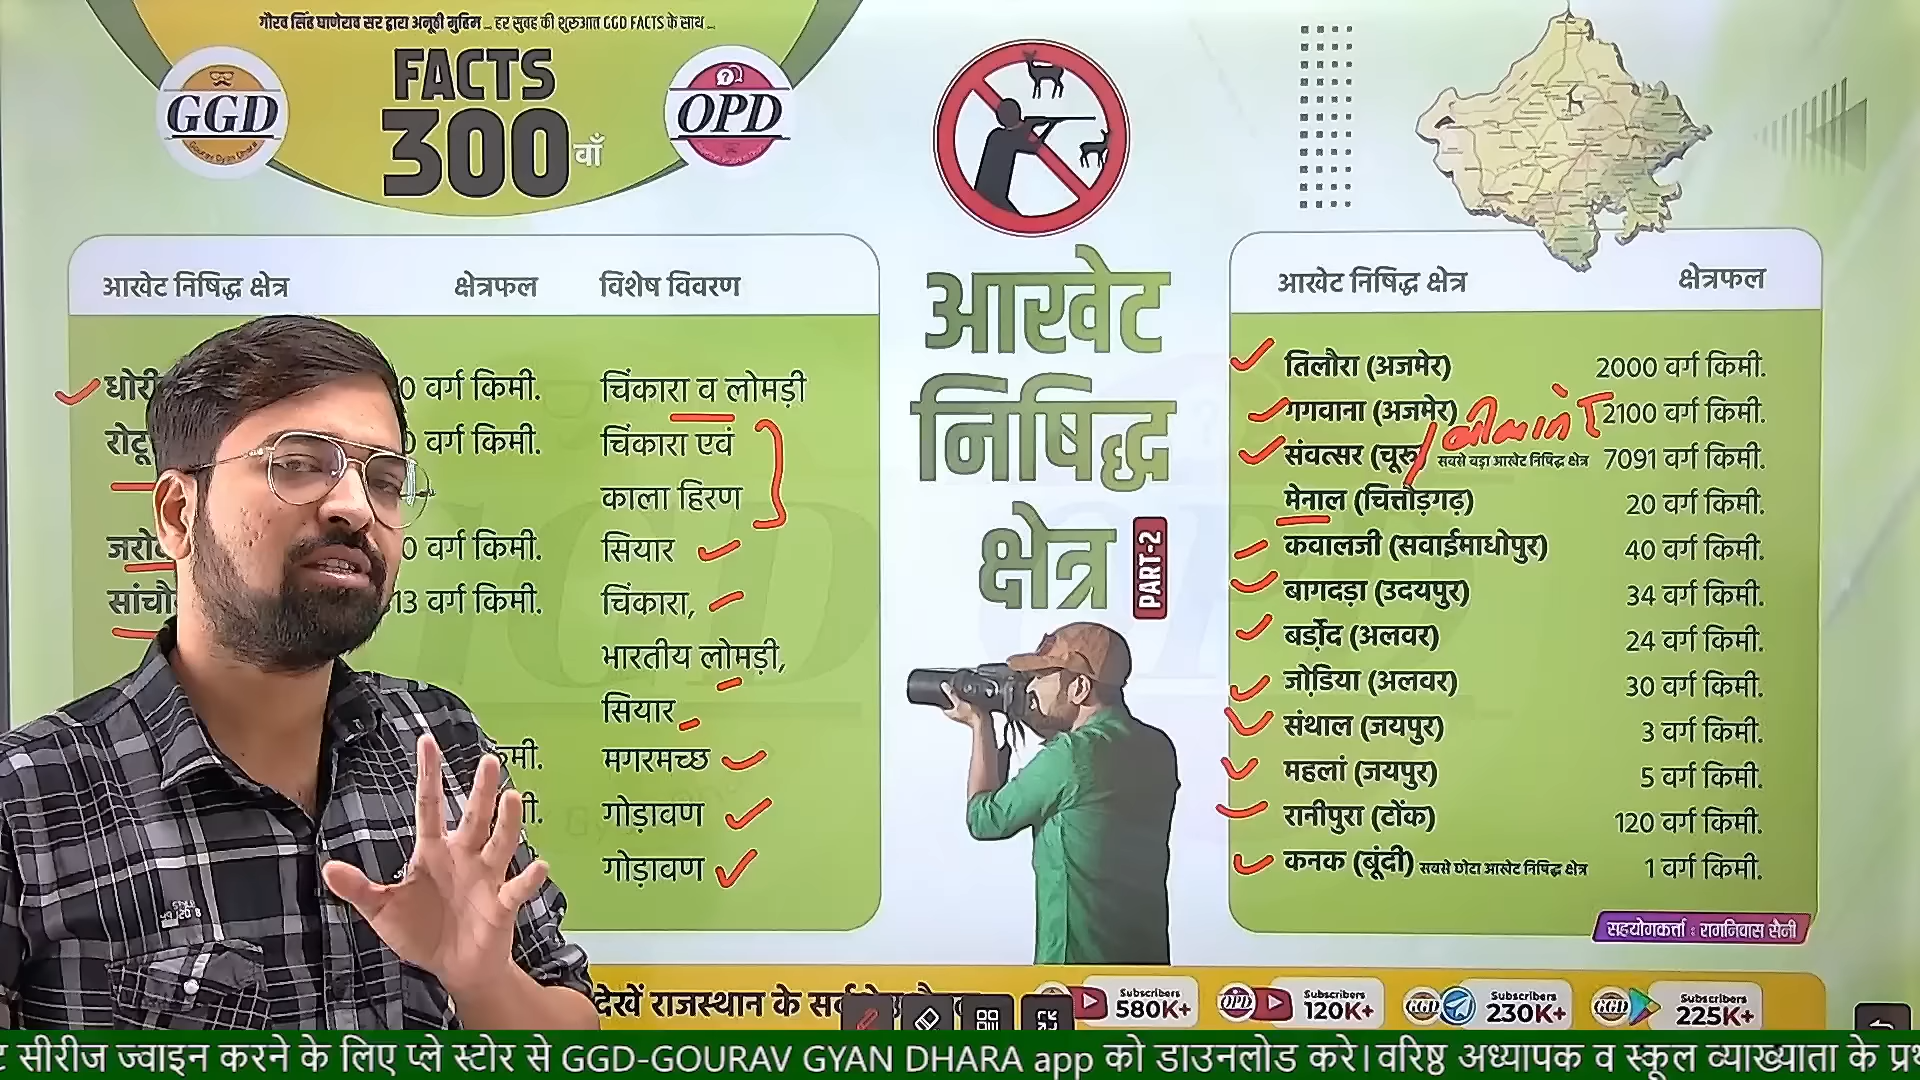 गौरव सिंह घाणेराव सर द्वारा अनूठी मुहिम ... हर सुबह की शुरुआत GGD FACTS के साथ ...
GGD
FACTS
300वाँ
OPD
आखेट निषिद्ध क्षेत्र क्षेत्रफल विशेष विवरण
धोरी 0 वर्ग किमी. चिंकारा व लोमड़ी
रोटू 0 वर्ग किमी. चिंकारा एवं
काला हिरण
0 वर्ग किमी. सियार
13 वर्ग किमी. चिंकारा,
भारतीय लोमड़ी,
सियार
मगरमच्छ
गोड़ावण
गोड़ावण
आखेट
निषिद्ध
क्षेत्र
PART-2
आखेट निषिद्ध क्षेत्र क्षेत्रफल
तिलौरा (अजमेर) 2000 वर्ग किमी.
गगवाना (अजमेर) 2100 वर्ग किमी.
संवत्सर (चूरू सबसे बड़ा आखेट निषिद्ध क्षेत्र 7091 वर्ग किमी.
मेनाल (चित्तौड़गढ़) 20 वर्ग किमी.
कवालजी (सवाईमाधोपुर) 40 वर्ग किमी.
बागदड़ा (उदयपुर) 34 वर्ग किमी.
बर्ड़ोद (अलवर) 24 वर्ग किमी.
जोड़िया (अलवर) 30 वर्ग किमी.
संथाल (जयपुर) 3 वर्ग किमी.
महलां (जयपुर) 5 वर्ग किमी.
रानीपुरा (टोंक) 120 वर्ग किमी.
कनक (बूंदी) सबसे छोटा आखेट निषिद्ध क्षेत्र 1 वर्ग किमी.
सहयोगकर्त्ता : रामनिवास सैनी
देखें राजस्थान के
Subscribers 580K+
OPD Subscribers 120K+
GGD Subscribers 230K+
GGD Subscribers 225K+
सीरीज ज्वाइन करने के लिए प्ले स्टोर से GGD-GOURAV GYAN DHARA app को डाउनलोड करे। वरिष्ठ अध्यापक व स्कूल व्याख्याता के